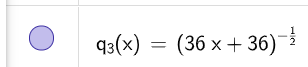 q₃(x) = (36 x + 36)^(-1/2)